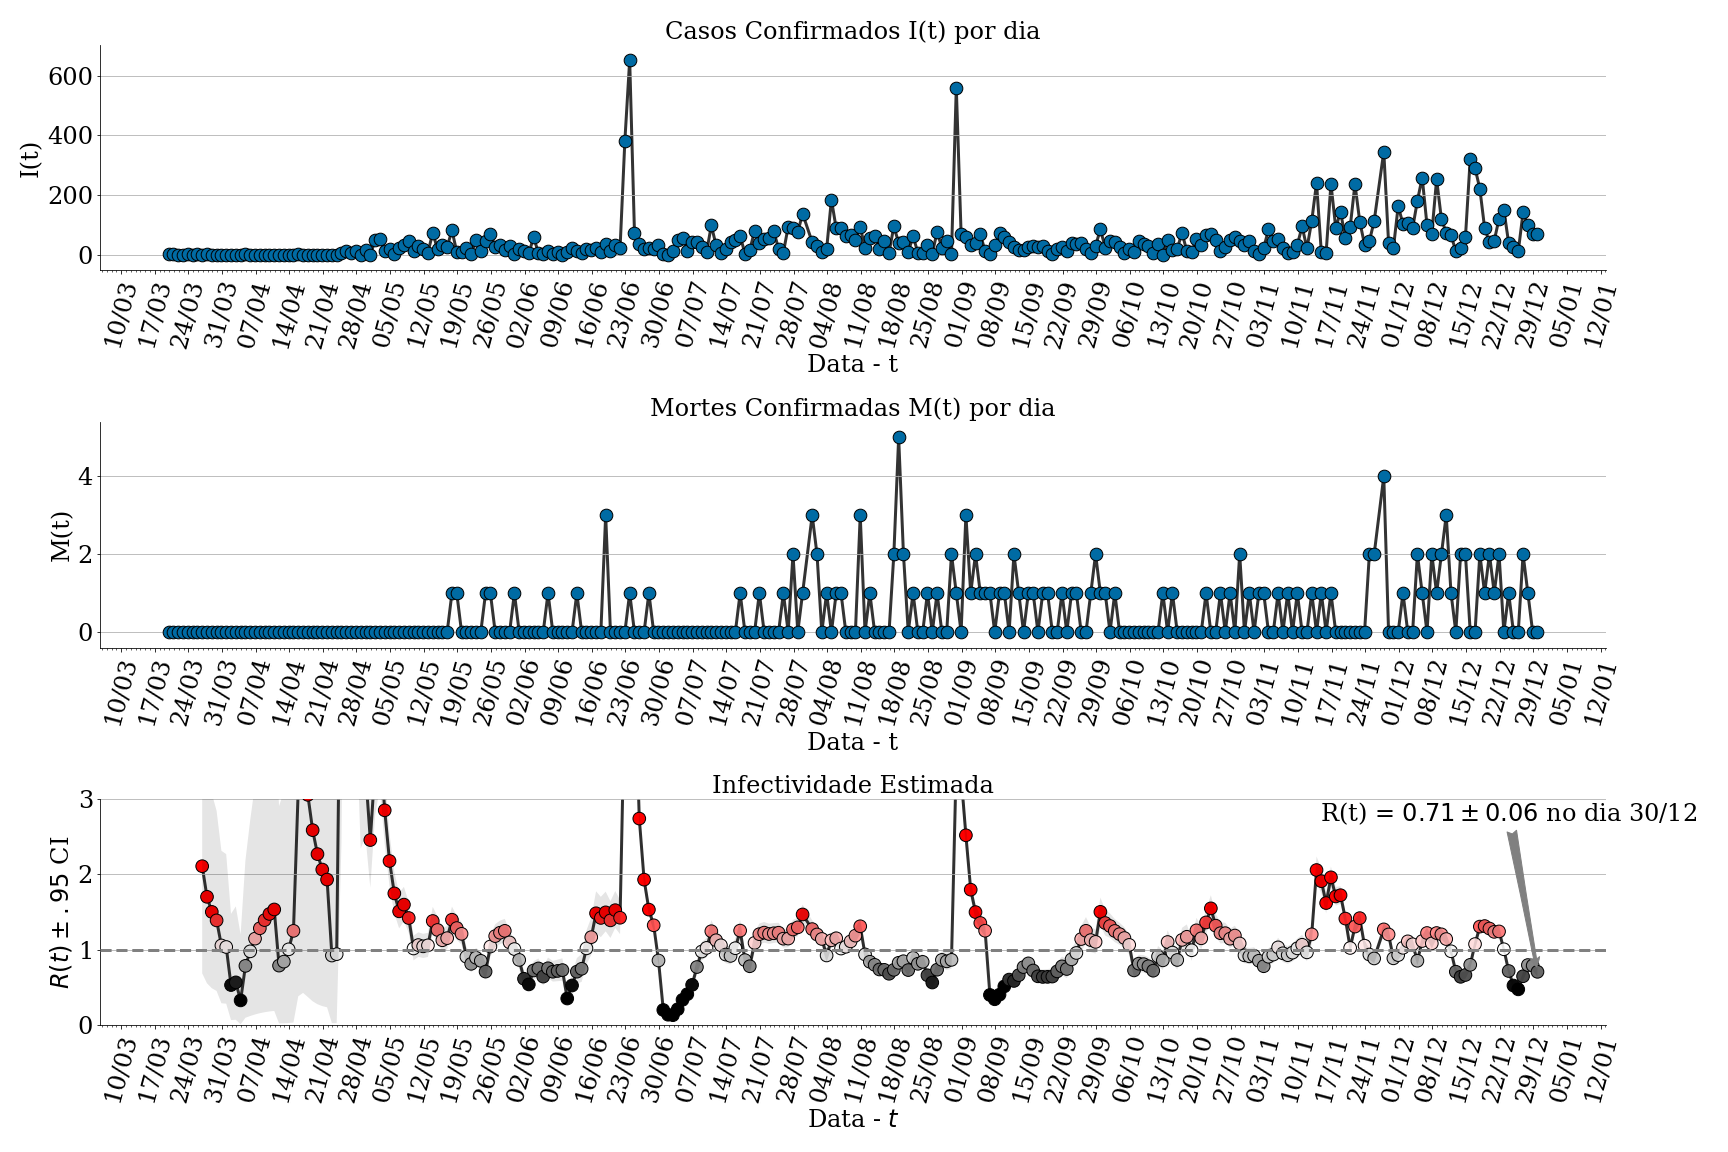 Casos Confirmados I(t) por dia
I(t)
600
400
200
0
10/03 17/03 24/03 31/03 07/04 14/04 21/04 28/04 05/05 12/05 19/05 26/05 02/06 09/06 16/06 23/06 30/06 07/07 14/07 21/07 28/07 04/08 11/08 18/08 25/08 01/09 08/09 15/09 22/09 29/09 06/10 13/10 20/10 27/10 03/11 10/11 17/11 24/11 01/12 08/12 15/12 22/12 29/12 05/01 12/01
Data - t
Mortes Confirmadas M(t) por dia
M(t)
4
2
0
10/03 17/03 24/03 31/03 07/04 14/04 21/04 28/04 05/05 12/05 19/05 26/05 02/06 09/06 16/06 23/06 30/06 07/07 14/07 21/07 28/07 04/08 11/08 18/08 25/08 01/09 08/09 15/09 22/09 29/09 06/10 13/10 20/10 27/10 03/11 10/11 17/11 24/11 01/12 08/12 15/12 22/12 29/12 05/01 12/01
Data - t
Infectividade Estimada
R(t) ± .95 CI
3
2
1
0
R(t) = 0.71 ± 0.06 no dia 30/12
10/03 17/03 24/03 31/03 07/04 14/04 21/04 28/04 05/05 12/05 19/05 26/05 02/06 09/06 16/06 23/06 30/06 07/07 14/07 21/07 28/07 04/08 11/08 18/08 25/08 01/09 08/09 15/09 22/09 29/09 06/10 13/10 20/10 27/10 03/11 10/11 17/11 24/11 01/12 08/12 15/12 22/12 29/12 05/01 12/01
Data - t